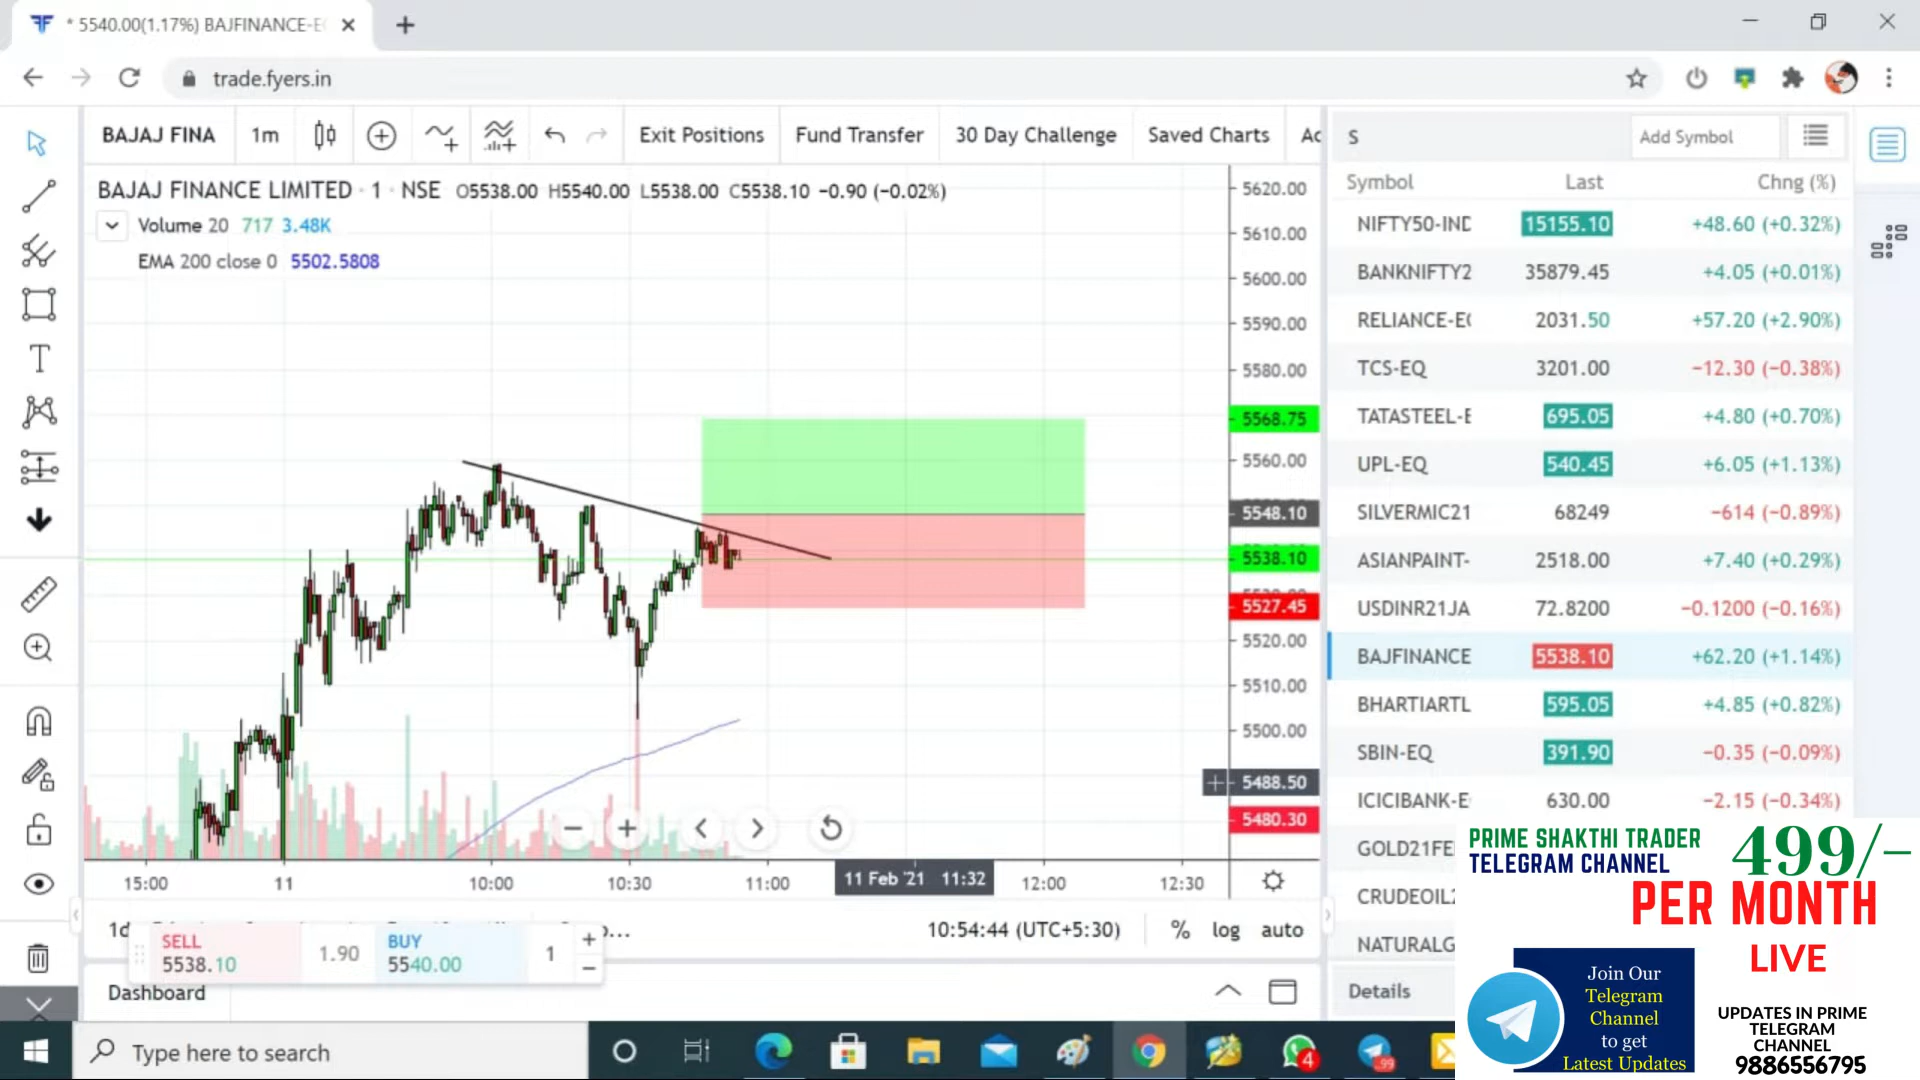 * 5540.00(1.17%) BAJFINANCE-E
trade.fyers.in
BAJAJ FINA 1m Exit Positions Fund Transfer 30 Day Challenge Saved Charts Ac
S Add Symbol
BAJAJ FINANCE LIMITED · 1 · NSE O5538.00 H5540.00 L5538.00 C5538.10 −0.90 (−0.02%)
Volume 20 717 3.48K
EMA 200 close 0 5502.5808
5620.00
5610.00
5600.00
5590.00
5580.00
5568.75
5560.00
5548.10
5538.10
5527.45
5520.00
5510.00
5500.00
5488.50
5480.30
15:00 11 10:00 10:30 11:00 11 Feb '21 11:32 12:00 12:30
10:54:44 (UTC+5:30) % log auto
SELL
5538.10
1.90
BUY
5540.00
1
Dashboard
Symbol Last Chng (%)
NIFTY50-IND 15155.10 +48.60 (+0.32%)
BANKNIFTY2 35879.45 +4.05 (+0.01%)
RELIANCE-E 2031.50 +57.20 (+2.90%)
TCS-EQ 3201.00 −12.30 (−0.38%)
TATASTEEL-E 695.05 +4.80 (+0.70%)
UPL-EQ 540.45 +6.05 (+1.13%)
SILVERMIC21 68249 −614 (−0.89%)
ASIANPAINT- 2518.00 +7.40 (+0.29%)
USDINR21JA 72.8200 −0.1200 (−0.16%)
BAJFINANCE 5538.10 +62.20 (+1.14%)
BHARTIARTL 595.05 +4.85 (+0.82%)
SBIN-EQ 391.90 −0.35 (−0.09%)
ICICIBANK-E 630.00 −2.15 (−0.34%)
GOLD21FE
CRUDEOIL2
NATURALG
Details
PRIME SHAKTHI TRADER
TELEGRAM CHANNEL
499/-
PER MONTH
LIVE
Join Our
Telegram
Channel
to get
Latest Updates
UPDATES IN PRIME
TELEGRAM
CHANNEL
9886556795
Type here to search
4
99